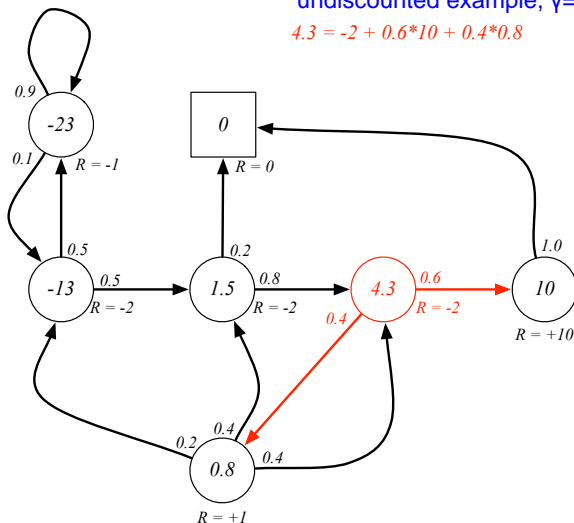 undiscounted example, γ=
4.3 = -2 + 0.6*10 + 0.4*0.8
0.9
-23
0
0.1
R = -1
R = 0
0.5
0.2
1.0
-13
0.5
1.5
0.8
4.3
0.6
10
R = -2
R = -2
0.4
R = -2
R = +10
0.2
0.4
0.8
0.4
R = +1